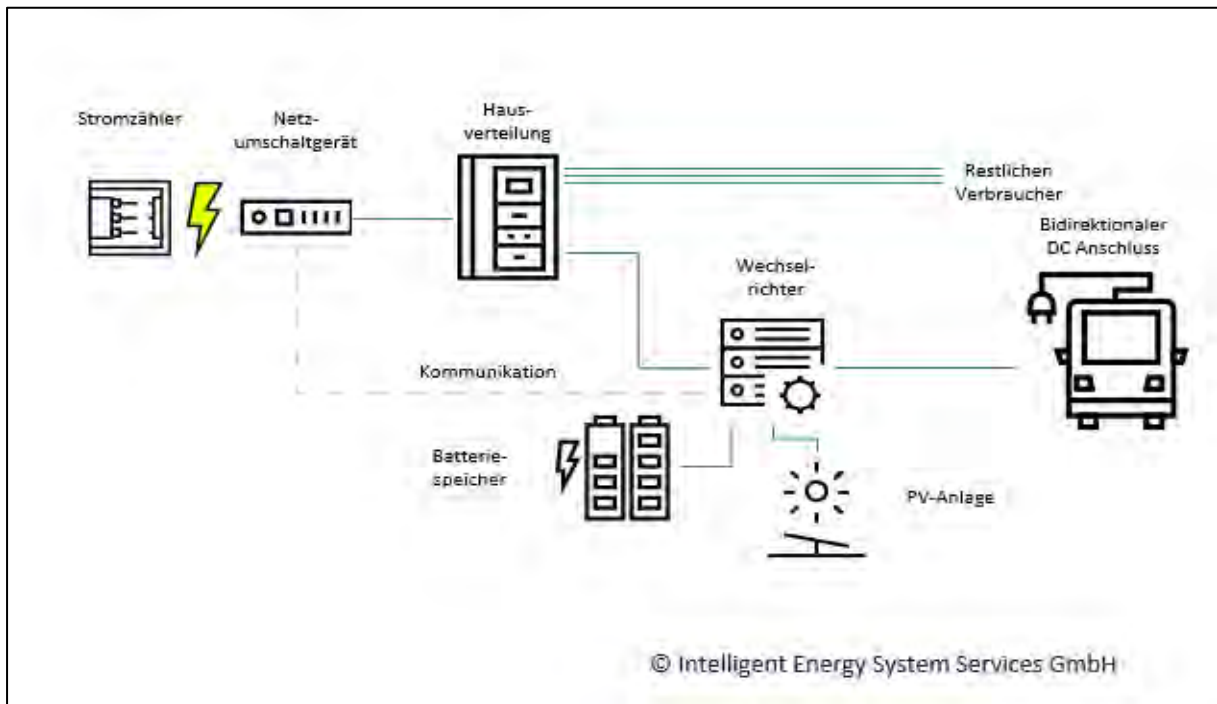 Stromzähler
Netz-
umschaltgerät
Haus-
verteilung
Restlichen
Verbraucher
Bidirektionaler
DC Anschluss
Wechsel-
richter
Kommunikation
Batterie-
speicher
PV-Anlage
© Intelligent Energy System Services GmbH